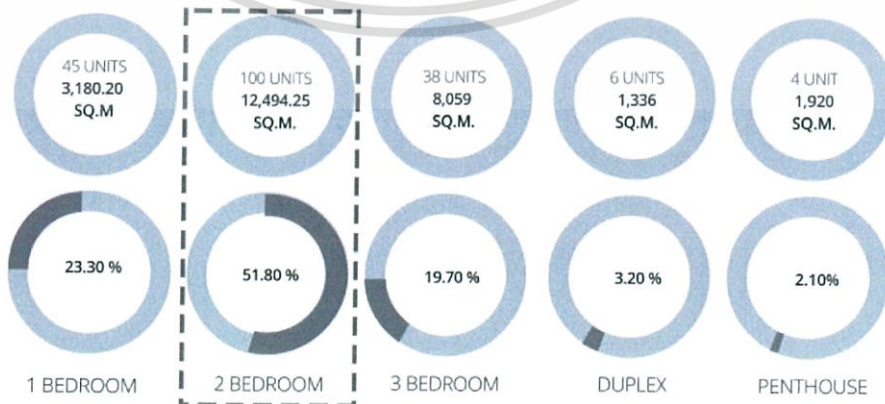 45 UNITS
3,180.20
SQ.M
100 UNITS
12,494.25
SQ.M.
38 UNITS
8,059
SQ.M.
6 UNITS
1,336
SQ.M.
4 UNIT
1,920
SQ.M.
23.30 %
51.80 %
19.70 %
3.20 %
2.10%
1 BEDROOM
2 BEDROOM
3 BEDROOM
DUPLEX
PENTHOUSE